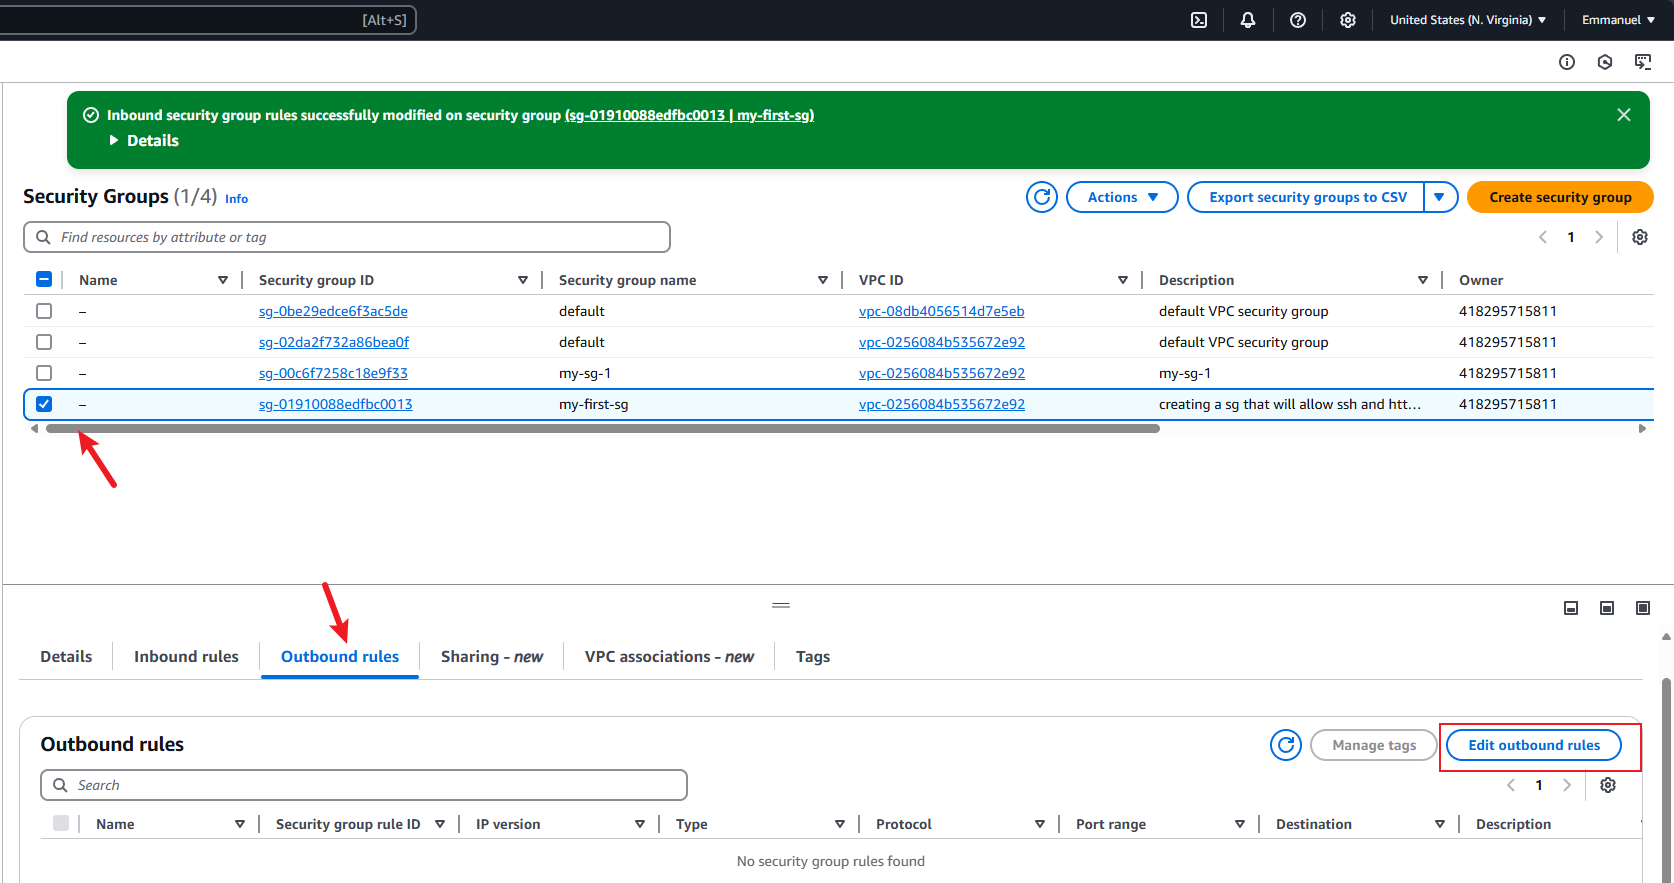 [Alt+S]
United States (N. Virginia)
Emmanuel
Inbound security group rules successfully modified on security group (sg-01910088edfbc0013 | my-first-sg)
Details
Security Groups (1/4) Info
Actions
Export security groups to CSV
Create security group
Find resources by attribute or tag
1
Name Security group ID Security group name VPC ID Description Owner
– sg-0be29edce6f3ac5de default vpc-08db4056514d7e5eb default VPC security group 418295715811
– sg-02da2f732a86bea0f default vpc-0256084b535672e92 default VPC security group 418295715811
– sg-00c6f7258c18e9f33 my-sg-1 vpc-0256084b535672e92 my-sg-1 418295715811
– sg-01910088edfbc0013 my-first-sg vpc-0256084b535672e92 creating a sg that will allow ssh and htt... 418295715811
Details
Inbound rules
Outbound rules
Sharing - new
VPC associations - new
Tags
Outbound rules
Manage tags
Edit outbound rules
Search
1
Name Security group rule ID IP version Type Protocol Port range Destination Description
No security group rules found